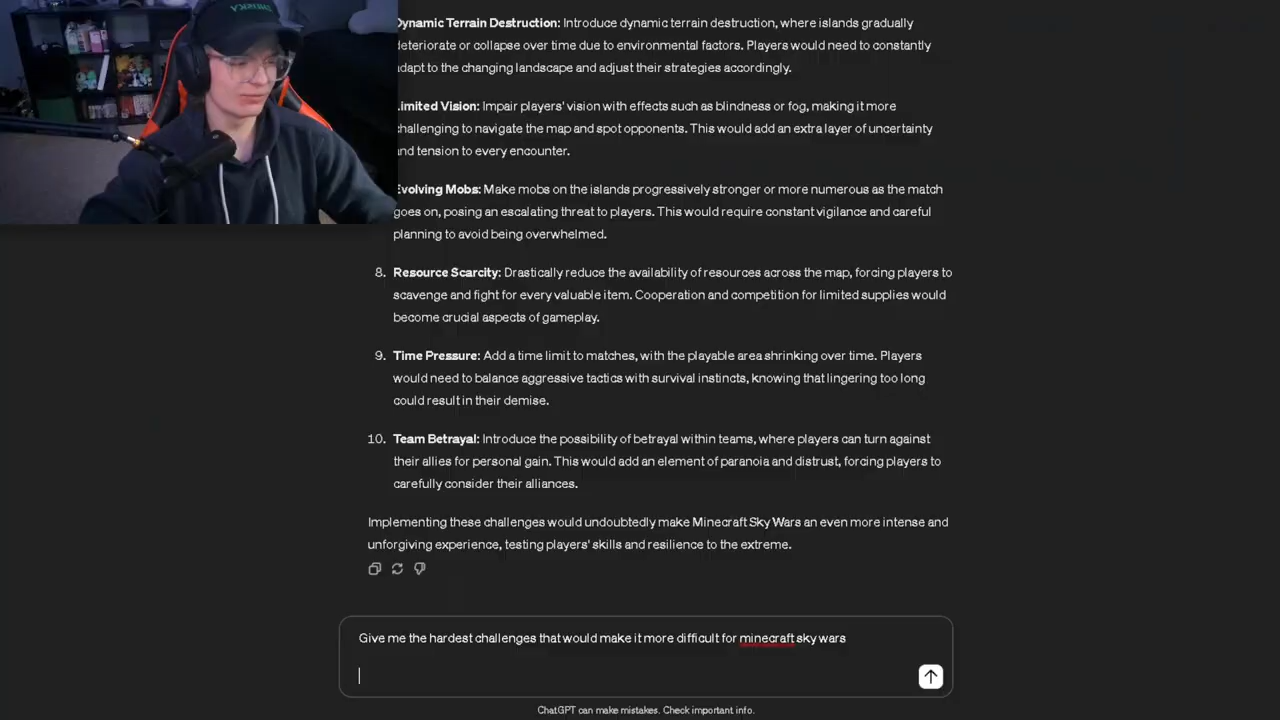 Dynamic Terrain Destruction: Introduce dynamic terrain destruction, where islands gradually
deteriorate or collapse over time due to environmental factors. Players would need to constantly
adapt to the changing landscape and adjust their strategies accordingly.
Limited Vision: Impair players' vision with effects such as blindness or fog, making it more
challenging to navigate the map and spot opponents. This would add an extra layer of uncertainty
and tension to every encounter.
Evolving Mobs: Make mobs on the islands progressively stronger or more numerous as the match
goes on, posing an escalating threat to players. This would require constant vigilance and careful
planning to avoid being overwhelmed.
8. Resource Scarcity: Drastically reduce the availability of resources across the map, forcing players to
scavenge and fight for every valuable item. Cooperation and competition for limited supplies would
become crucial aspects of gameplay.
9. Time Pressure: Add a time limit to matches, with the playable area shrinking over time. Players
would need to balance aggressive tactics with survival instincts, knowing that lingering too long
could result in their demise.
10. Team Betrayal: Introduce the possibility of betrayal within teams, where players can turn against
their allies for personal gain. This would add an element of paranoia and distrust, forcing players to
carefully consider their alliances.
Implementing these challenges would undoubtedly make Minecraft Sky Wars an even more intense and
unforgiving experience, testing players' skills and resilience to the extreme.
Give me the hardest challenges that would make it more difficult for minecraft sky wars
ChatGPT can make mistakes. Check important info.